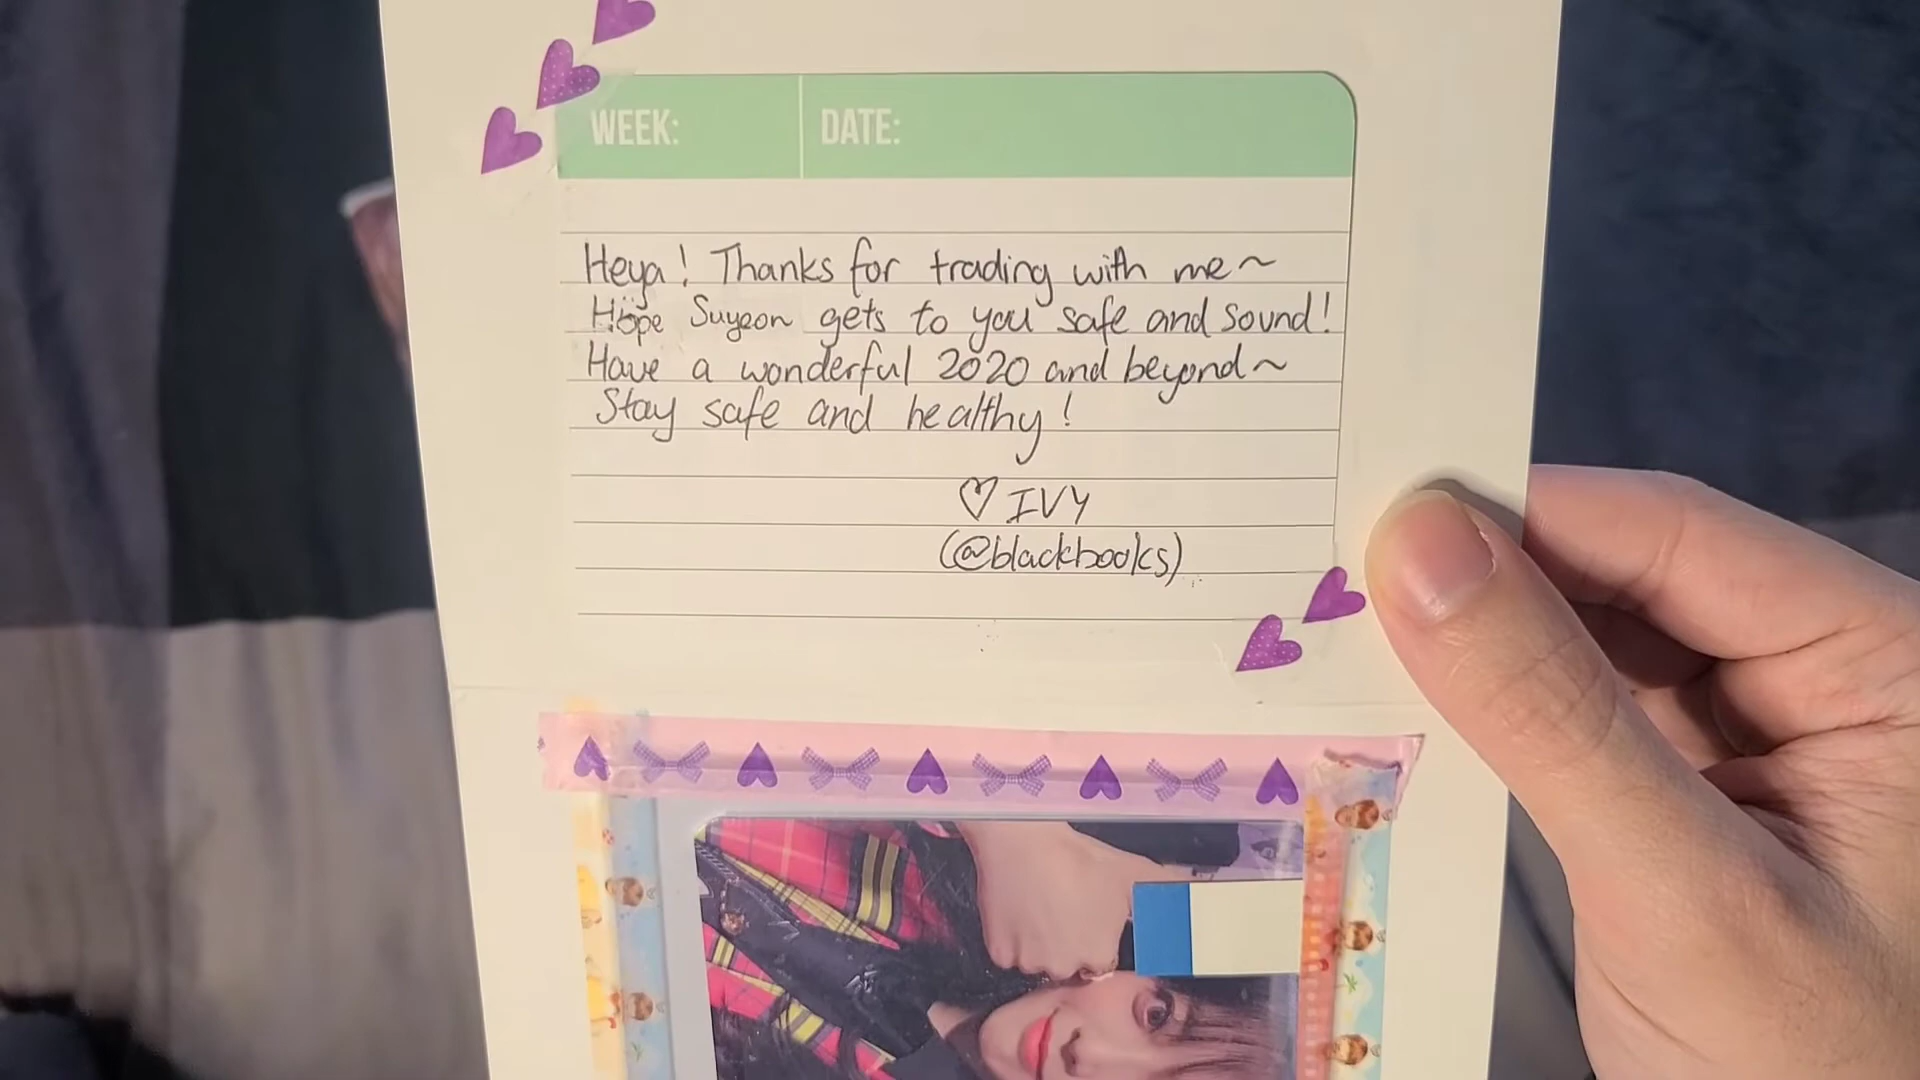 WEEK: DATE:
Heya! Thanks for trading with me~
Hope Suyeon gets to you safe and sound!
Have a wonderful 2020 and beyond~
Stay safe and healthy!
♡ IVY
(@blackbooks)